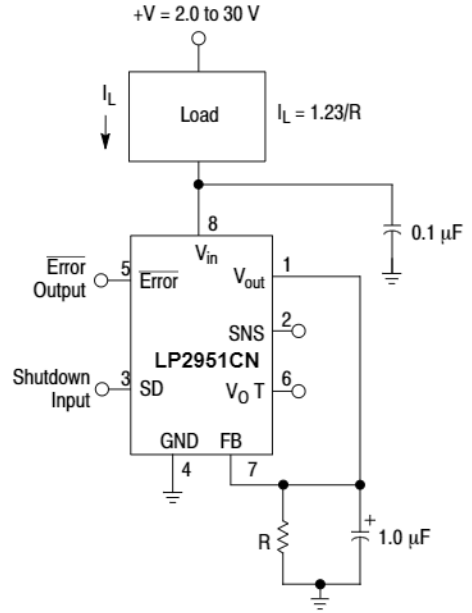 +V = 2.0 to 30 V
I_L
Load
I_L = 1.23/R
8
0.1 µF
V_in
Error
Output
5
Error
V_out
1
SNS
2
LP2951CN
Shutdown
Input
3
SD
V_O T
6
GND
FB
4
7
R
+
1.0 µF